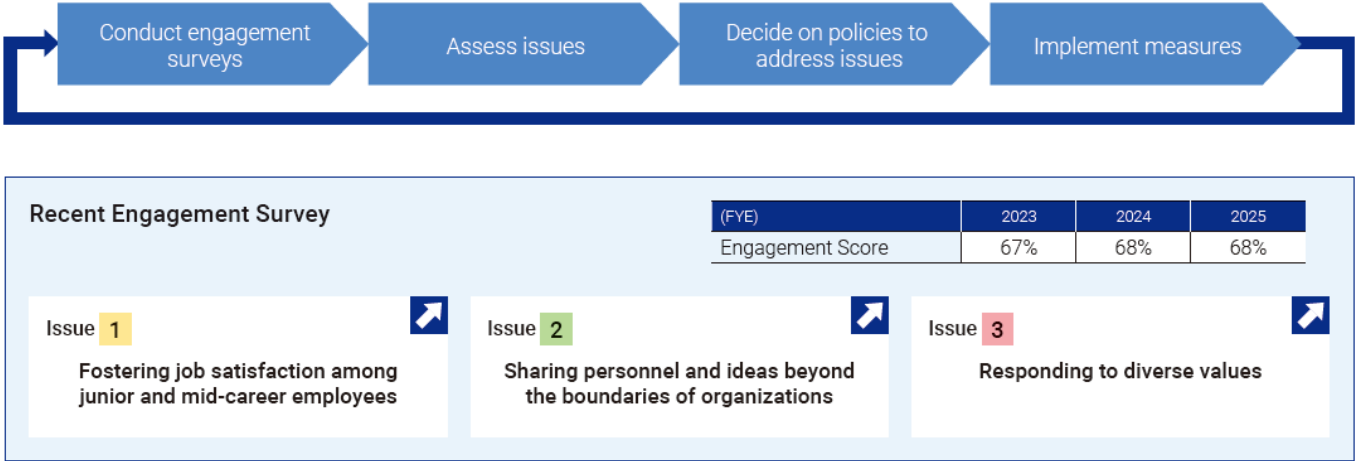 Conduct engagement
surveys
Assess issues
Decide on policies to
address issues
Implement measures
Recent Engagement Survey
(FYE) 2023 2024 2025
Engagement Score 67% 68% 68%
Issue 1
Fostering job satisfaction among
junior and mid-career employees
Issue 2
Sharing personnel and ideas beyond
the boundaries of organizations
Issue 3
Responding to diverse values